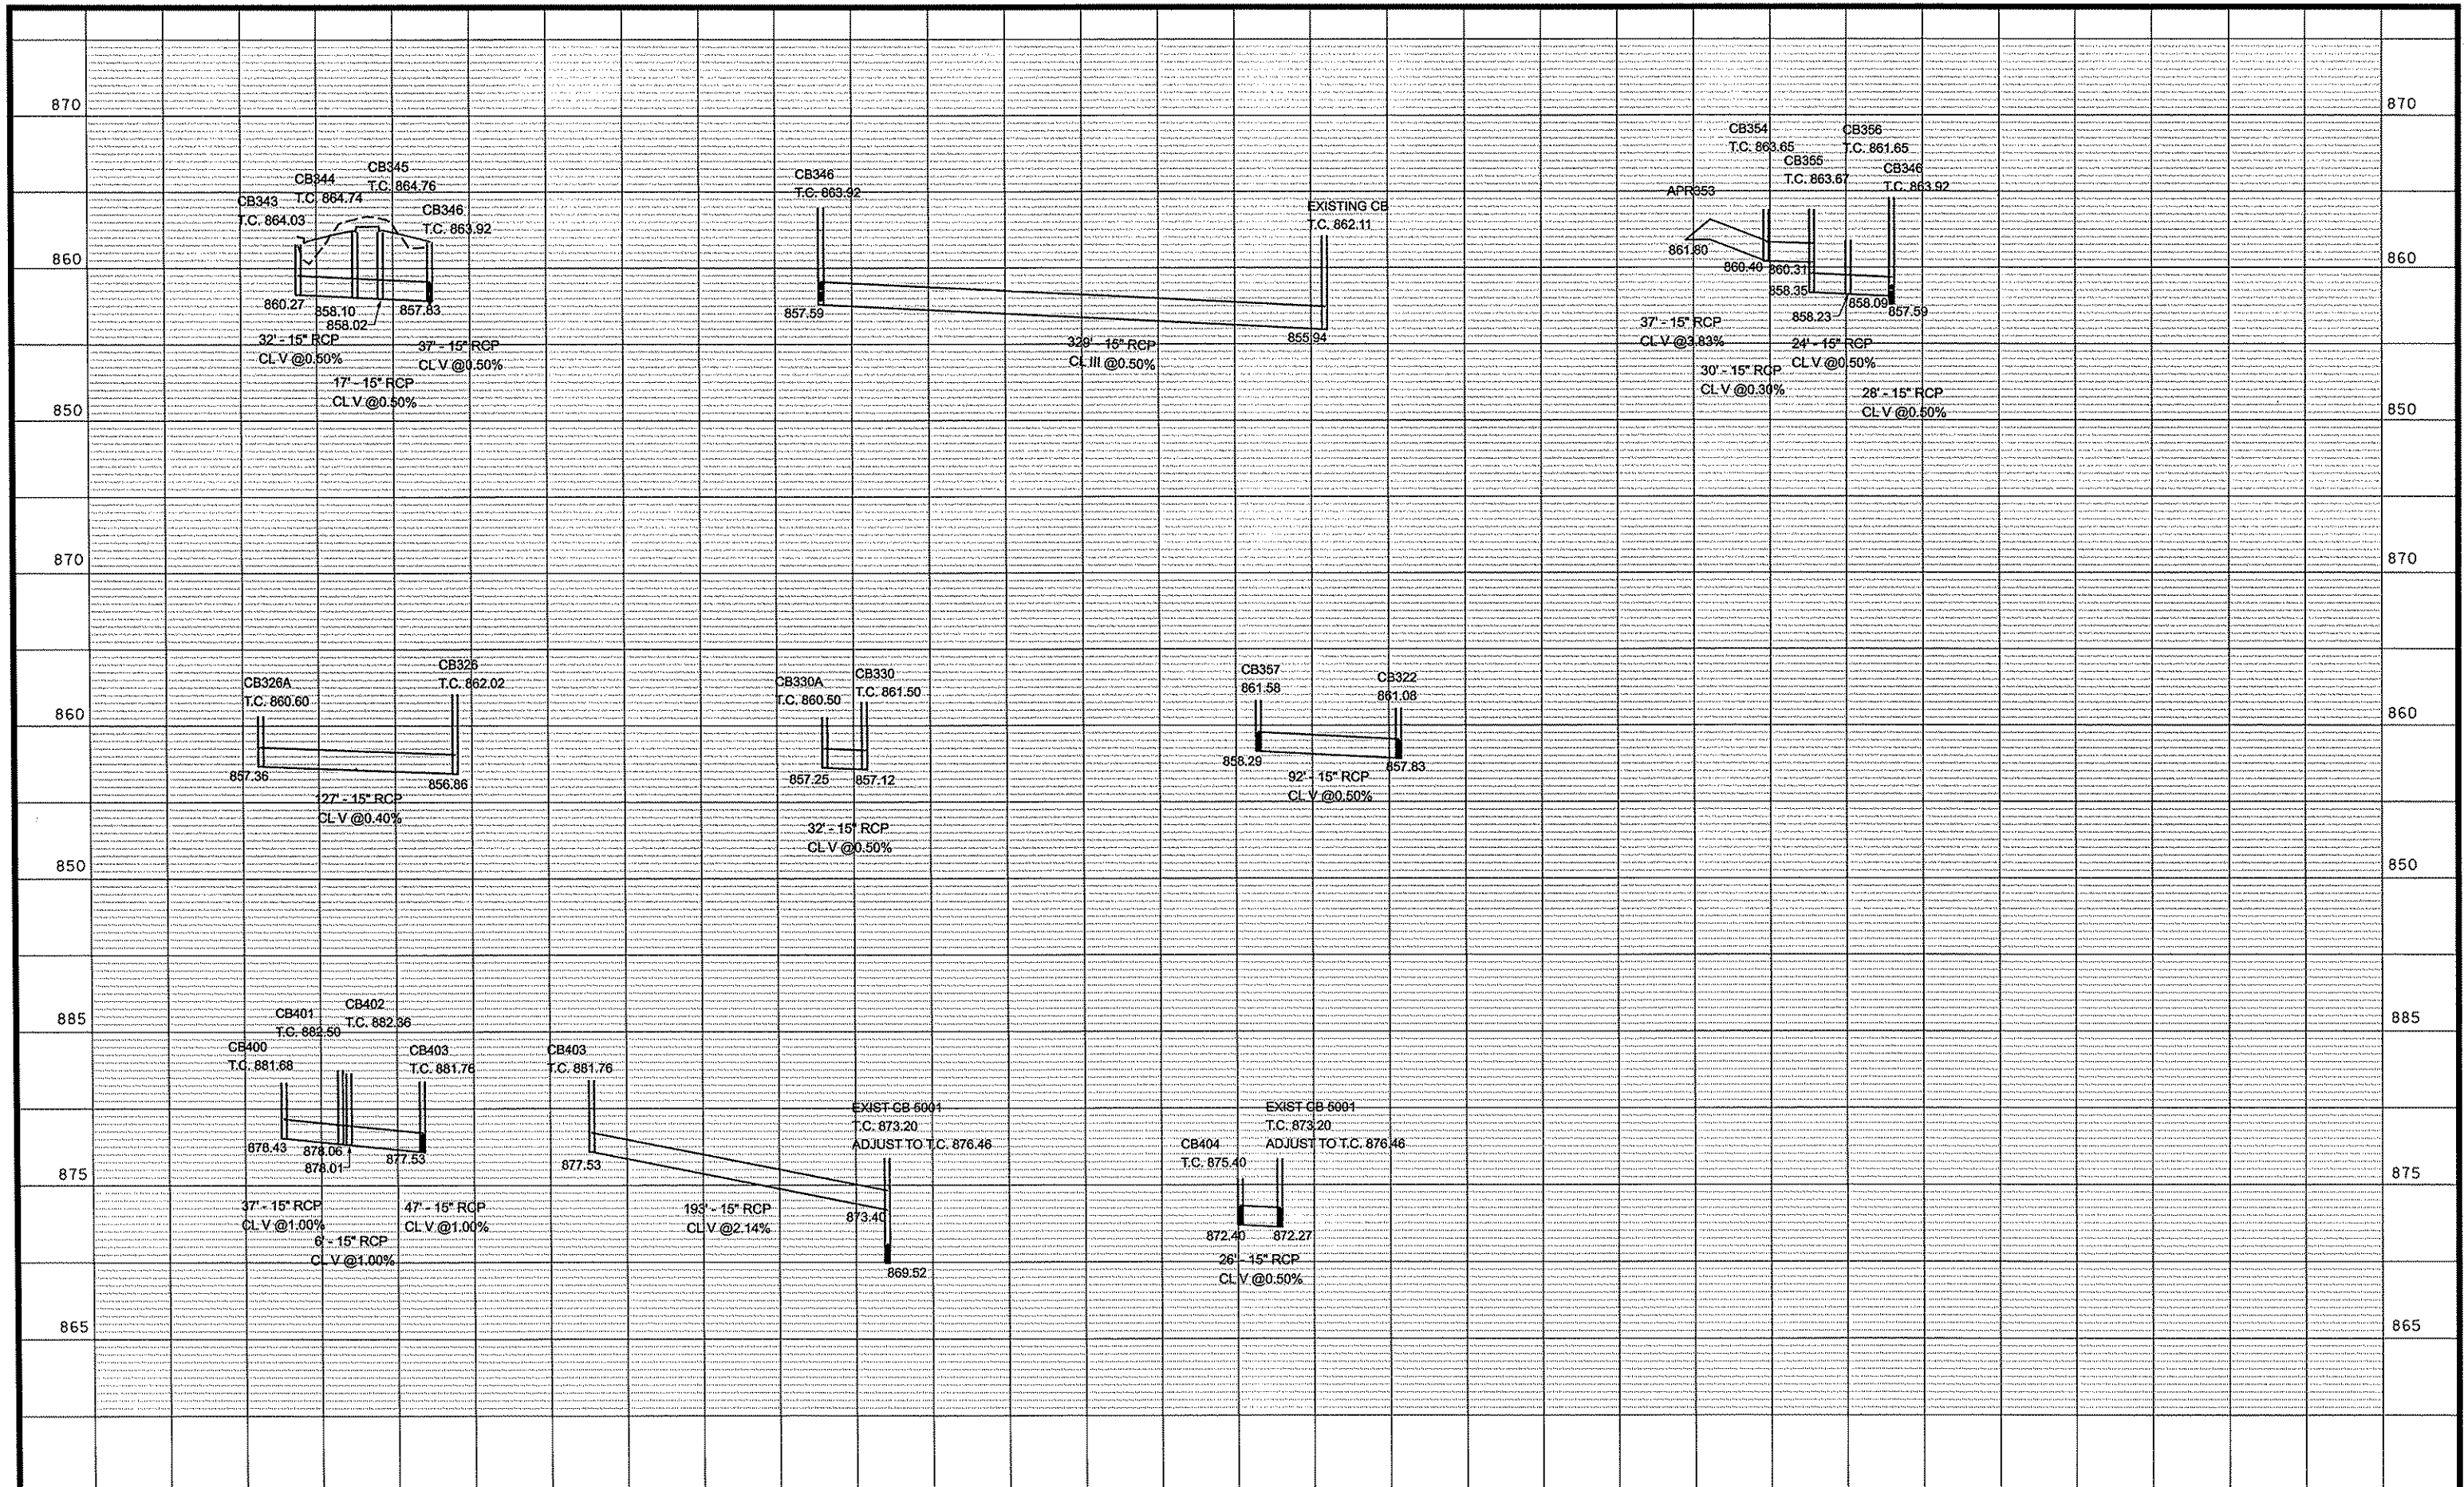 870
870
CB343
T.C. 864.03
CB344
T.C. 864.74
CB345
T.C. 864.76
CB346
T.C. 863.92
860.27
858.10
858.02
857.83
32' - 15" RCP
CL V @0.50%
17' - 15" RCP
CL V @0.50%
37' - 15" RCP
CL V @0.50%
CB346
T.C. 863.92
EXISTING CB
T.C. 862.11
857.59
855.94
329' - 15" RCP
CL III @0.50%
APR353
CB354
T.C. 863.65
CB355
T.C. 863.67
CB356
T.C. 861.65
CB346
T.C. 863.92
861.80
860.40
860.31
858.35
858.23
858.09
857.59
37' - 15" RCP
CL V @3.83%
30' - 15" RCP
CL V @0.30%
24' - 15" RCP
CL V @0.50%
28' - 15" RCP
CL V @0.50%
860
860
850
850
870
870
CB326A
T.C. 860.60
CB326
T.C. 862.02
857.36
856.86
127' - 15" RCP
CL V @0.40%
CB330A
T.C. 860.50
CB330
T.C. 861.50
857.25
857.12
32' - 15" RCP
CL V @0.50%
CB357
861.58
CB322
861.08
858.29
857.83
92' - 15" RCP
CL V @0.50%
860
860
850
850
885
885
CB400
T.C. 881.68
CB401
T.C. 882.50
CB402
T.C. 882.36
CB403
T.C. 881.76
878.43
878.06
878.01
877.53
37' - 15" RCP
CL V @1.00%
6' - 15" RCP
CL V @1.00%
47' - 15" RCP
CL V @1.00%
CB403
T.C. 881.76
EXIST CB 5001
T.C. 873.20
ADJUST TO T.C. 876.46
877.53
873.40
869.52
193' - 15" RCP
CL V @2.14%
CB404
T.C. 875.40
EXIST CB 5001
T.C. 873.20
ADJUST TO T.C. 876.46
872.40
872.27
26' - 15" RCP
CL V @0.50%
875
875
865
865